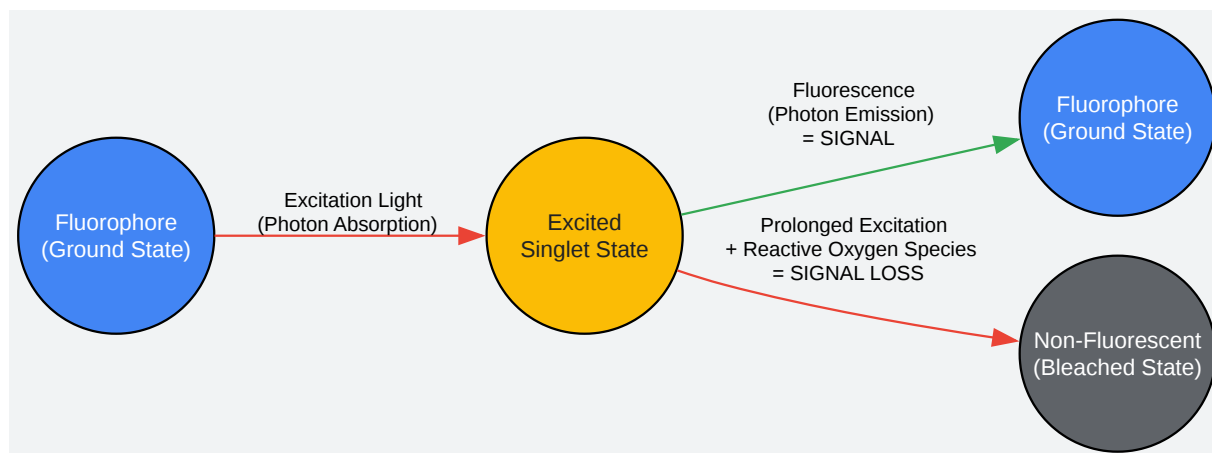 Fluorophore
(Ground State)
Excitation Light
(Photon Absorption)
Excited
Singlet State
Fluorescence
(Photon Emission)
= SIGNAL
Fluorophore
(Ground State)
Prolonged Excitation
+ Reactive Oxygen Species
= SIGNAL LOSS
Non-Fluorescent
(Bleached State)